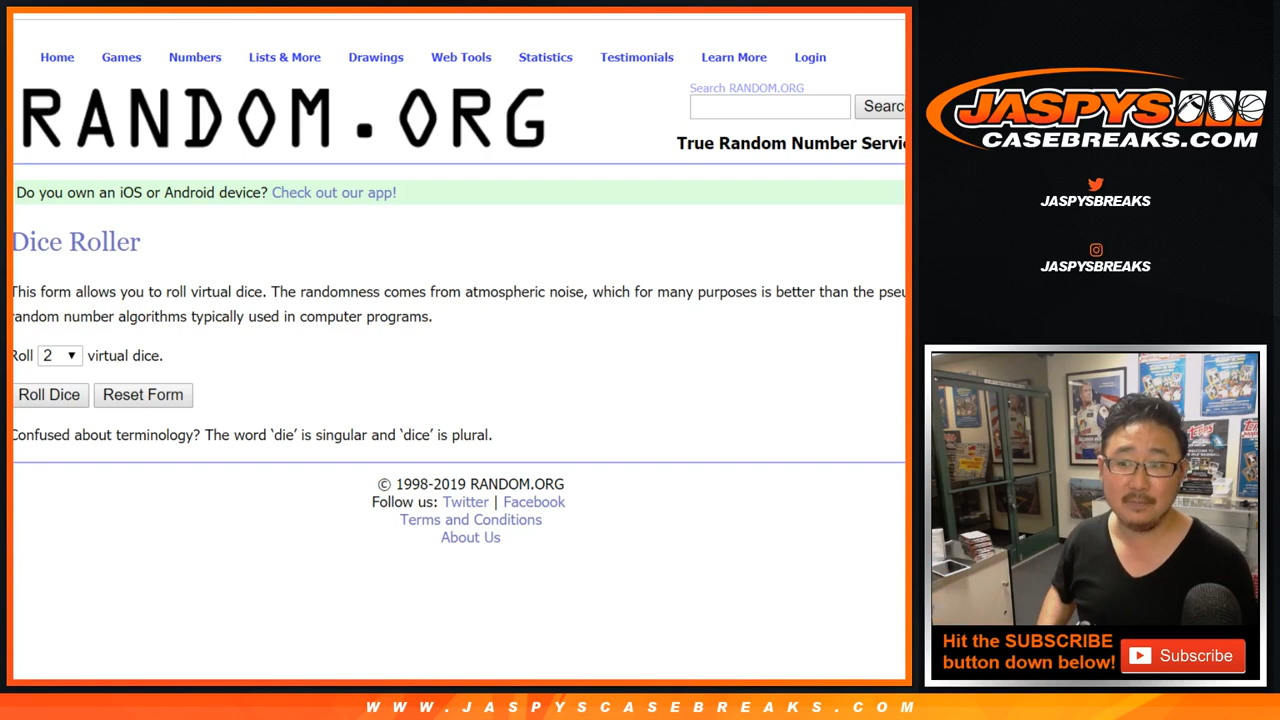 Home Games Numbers Lists & More Drawings Web Tools Statistics Testimonials Learn More Login
Search RANDOM.ORG
RANDOM.ORG
Searc
True Random Number Servi
Do you own an iOS or Android device? Check out our app!
Dice Roller
This form allows you to roll virtual dice. The randomness comes from atmospheric noise, which for many purposes is better than the pseu
random number algorithms typically used in computer programs.
Roll 2 virtual dice.
Roll Dice Reset Form
Confused about terminology? The word ‘die’ is singular and ‘dice’ is plural.
© 1998-2019 RANDOM.ORG
Follow us: Twitter | Facebook
Terms and Conditions
About Us
JASPYS
CASEBREAKS.COM
JASPYSBREAKS
JASPYSBREAKS
Hit the SUBSCRIBE
button down below!
Subscribe
WWW.JASPYSCASEBREAKS.COM